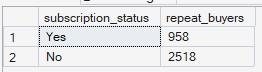 subscription_status repeat_buyers
1 Yes 958
2 No 2518